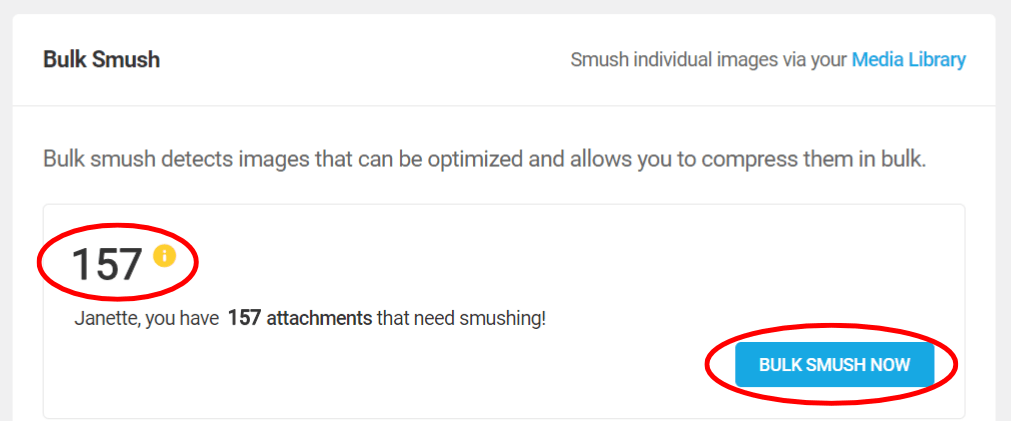 Bulk Smush
Smush individual images via your Media Library
Bulk smush detects images that can be optimized and allows you to compress them in bulk.
157
Janette, you have 157 attachments that need smushing!
BULK SMUSH NOW